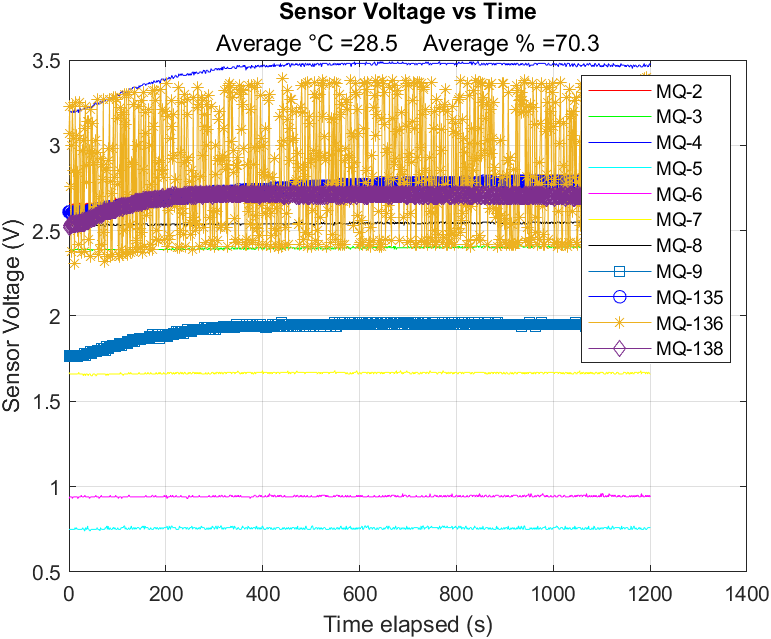 Sensor Voltage vs Time
Average °C =28.5 Average % =70.3
3.5
3
2.5
2
1.5
1
0.5
Sensor Voltage (V)
MQ-2
MQ-3
MQ-4
MQ-5
MQ-6
MQ-7
MQ-8
MQ-9
MQ-135
MQ-136
MQ-138
0 200 400 600 800 1000 1200 1400
Time elapsed (s)